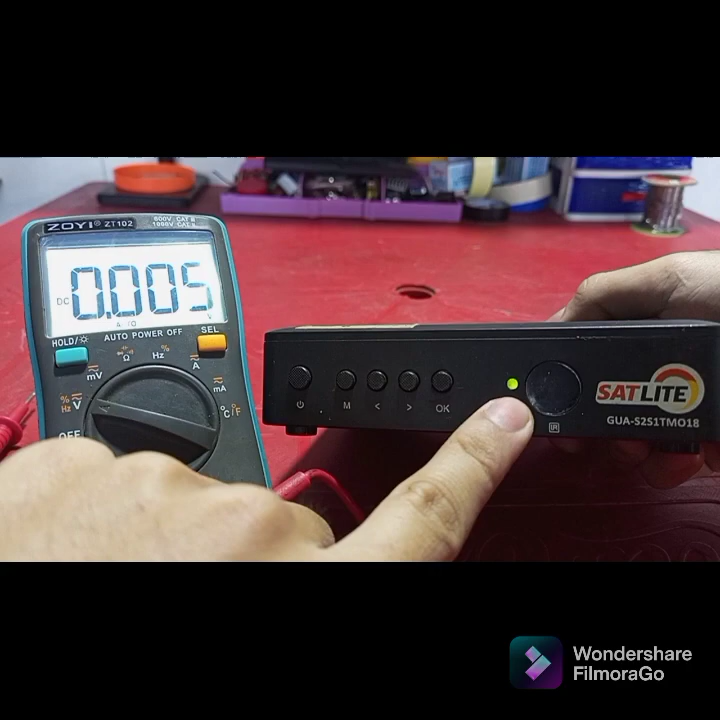 ZOYI® ZT102
600V CAT III
1000V CAT II
DC 0.005 V
AUTO POWER OFF
HOLD/☼
SEL
Ω
Hz %
A
mV
mA
% Hz V
°C/°F
OFF
M < > OK
SATLITE
GUA-S2S1TMO18
Wondershare
FilmoraGo